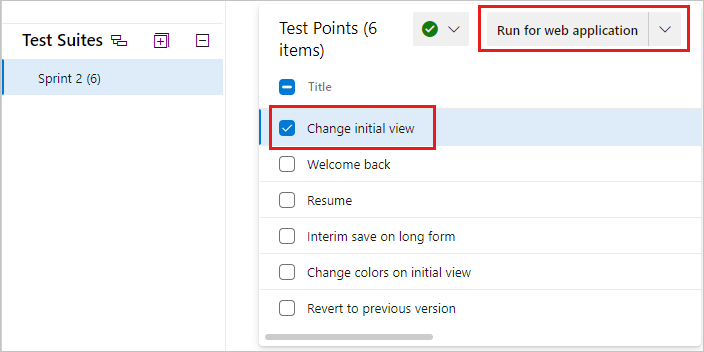 Test Suites
Sprint 2 (6)
Test Points (6
items)
Run for web application
Title
Change initial view
Welcome back
Resume
Interim save on long form
Change colors on initial view
Revert to previous version